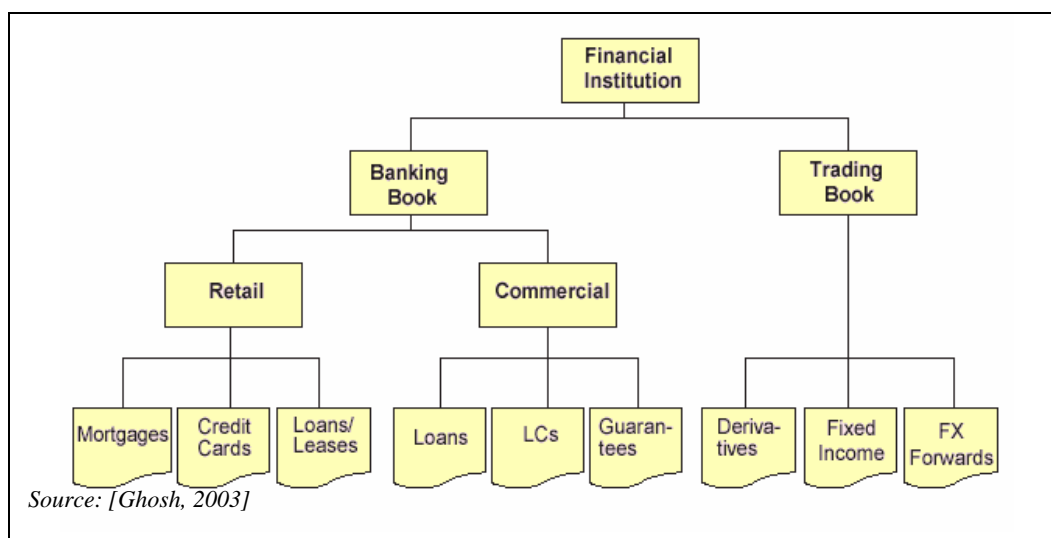 Financial
Institution
Banking
Book
Trading
Book
Retail
Commercial
Mortgages
Credit
Cards
Loans/
Leases
Loans
LCs
Guaran-
tees
Deriva-
tives
Fixed
Income
FX
Forwards
Source: [Ghosh, 2003]